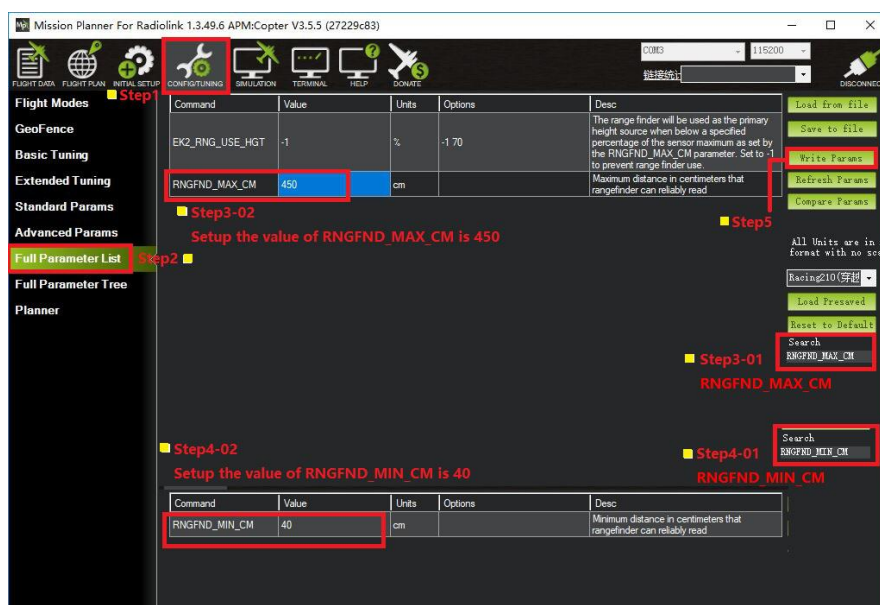 Mission Planner For Radiolink 1.3.49.6 APM:Copter V3.5.5 (27229c83)
FLIGHT DATA FLIGHT PLAN INITIAL SETUP CONFIG/TUNING SIMULATION TERMINAL HELP DONATE
COM3 115200
链接统计
DISCONNEC
Step1
Flight Modes
GeoFence
Basic Tuning
Extended Tuning
Standard Params
Advanced Params
Full Parameter List
Step2
Full Parameter Tree
Planner
Command Value Units Options Desc
EK2_RNG_USE_HGT -1 % -1 70
The range finder will be used as the primary
height source when below a specified
percentage of the sensor maximum as set by
the RNGFND_MAX_CM parameter. Set to -1
to prevent range finder use.
RNGFND_MAX_CM 450 cm
Maximum distance in centimeters that
rangefinder can reliably read
Step3-02
Setup the value of RNGFND_MAX_CM is 450
Load from file
Save to file
Write Params
Refresh Params
Compare Params
Step5
All Units are in
format with no sca
Racing210(穿越
Load Presaved
Reset to Default
Search
RNGFND_MAX_CM
Step3-01
RNGFND_MAX_CM
Search
RNGFND_MIN_CM
Step4-01
RNGFND_MIN_CM
Step4-02
Setup the value of RNGFND_MIN_CM is 40
Command Value Units Options Desc
RNGFND_MIN_CM 40 cm
Minimum distance in centimeters that
rangefinder can reliably read